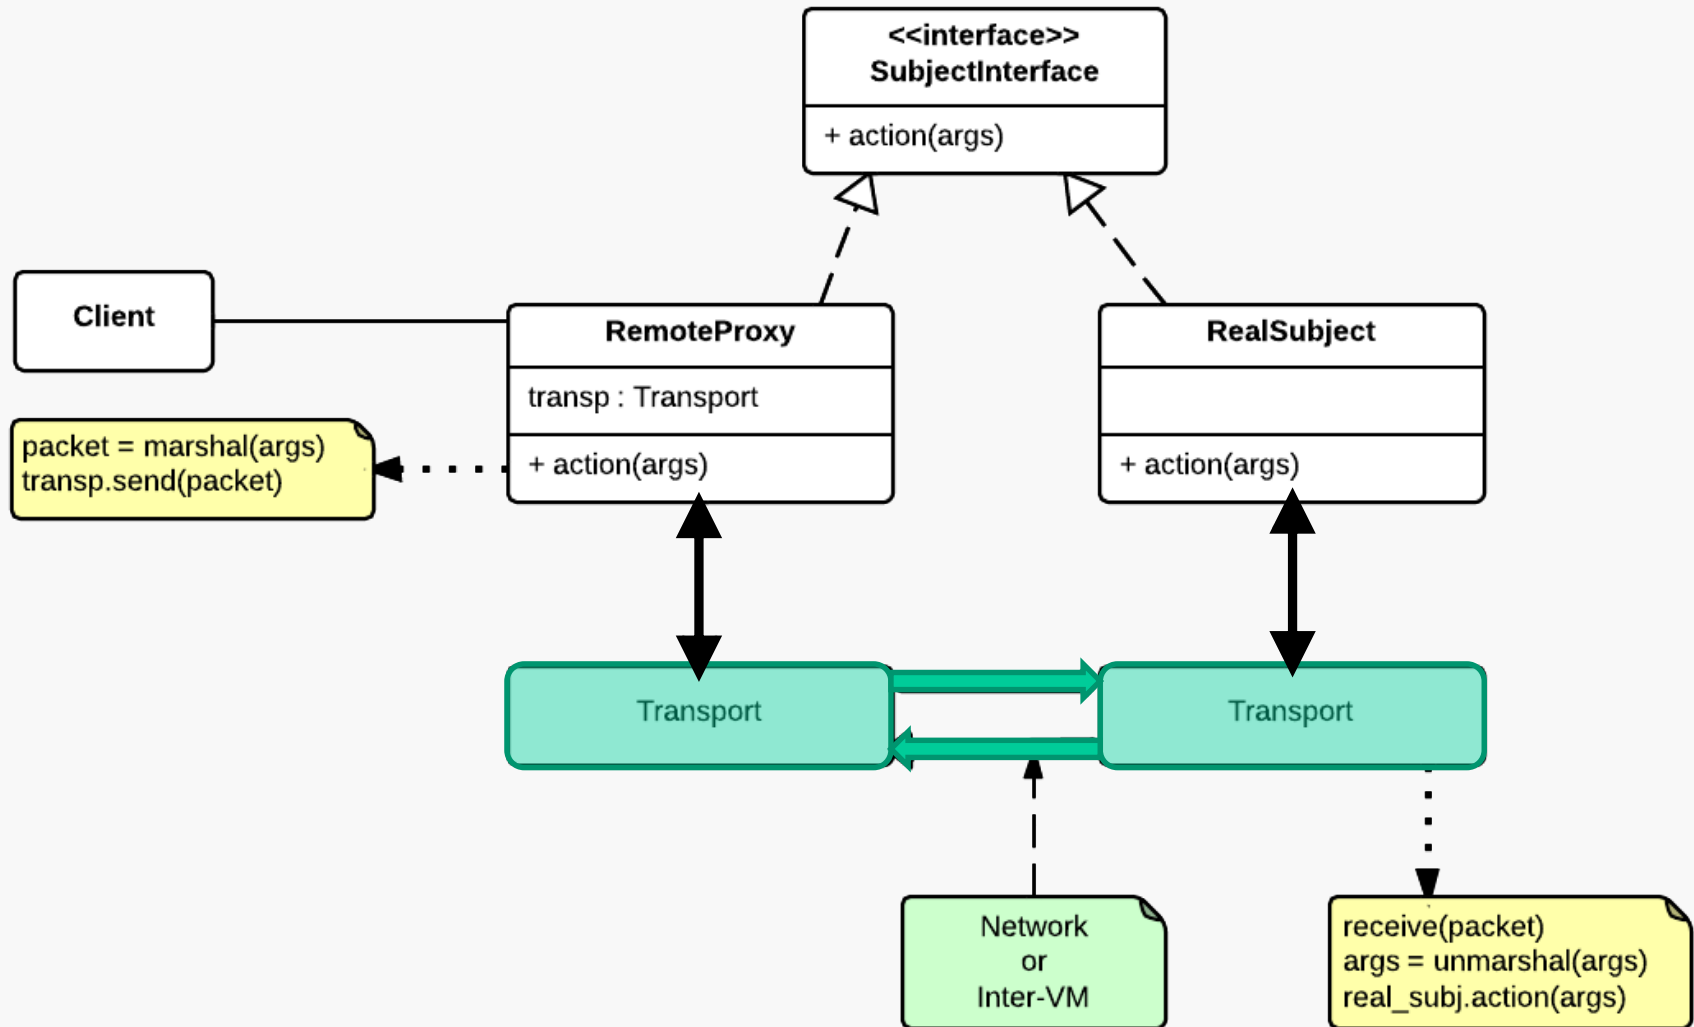 <<interface>>
SubjectInterface
+ action(args)
Client
RemoteProxy
transp : Transport
+ action(args)
RealSubject
+ action(args)
packet = marshal(args)
transp.send(packet)
Transport
Transport
Network
or
Inter-VM
receive(packet)
args = unmarshal(args)
real_subj.action(args)